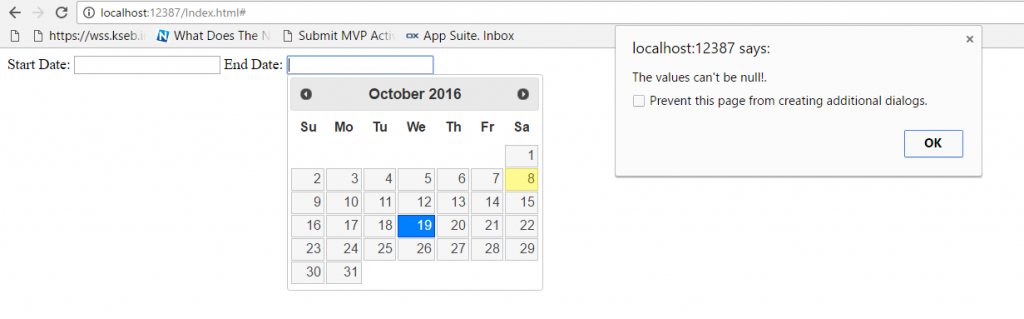 localhost:12387/Index.html#
https://wss.kseb.i What Does The N Submit MVP Activ App Suite. Inbox
Start Date: End Date:
October 2016
Su Mo Tu We Th Fr Sa
1
2 3 4 5 6 7 8
9 10 11 12 13 14 15
16 17 18 19 20 21 22
23 24 25 26 27 28 29
30 31
localhost:12387 says:
The values can't be null!.
Prevent this page from creating additional dialogs.
OK